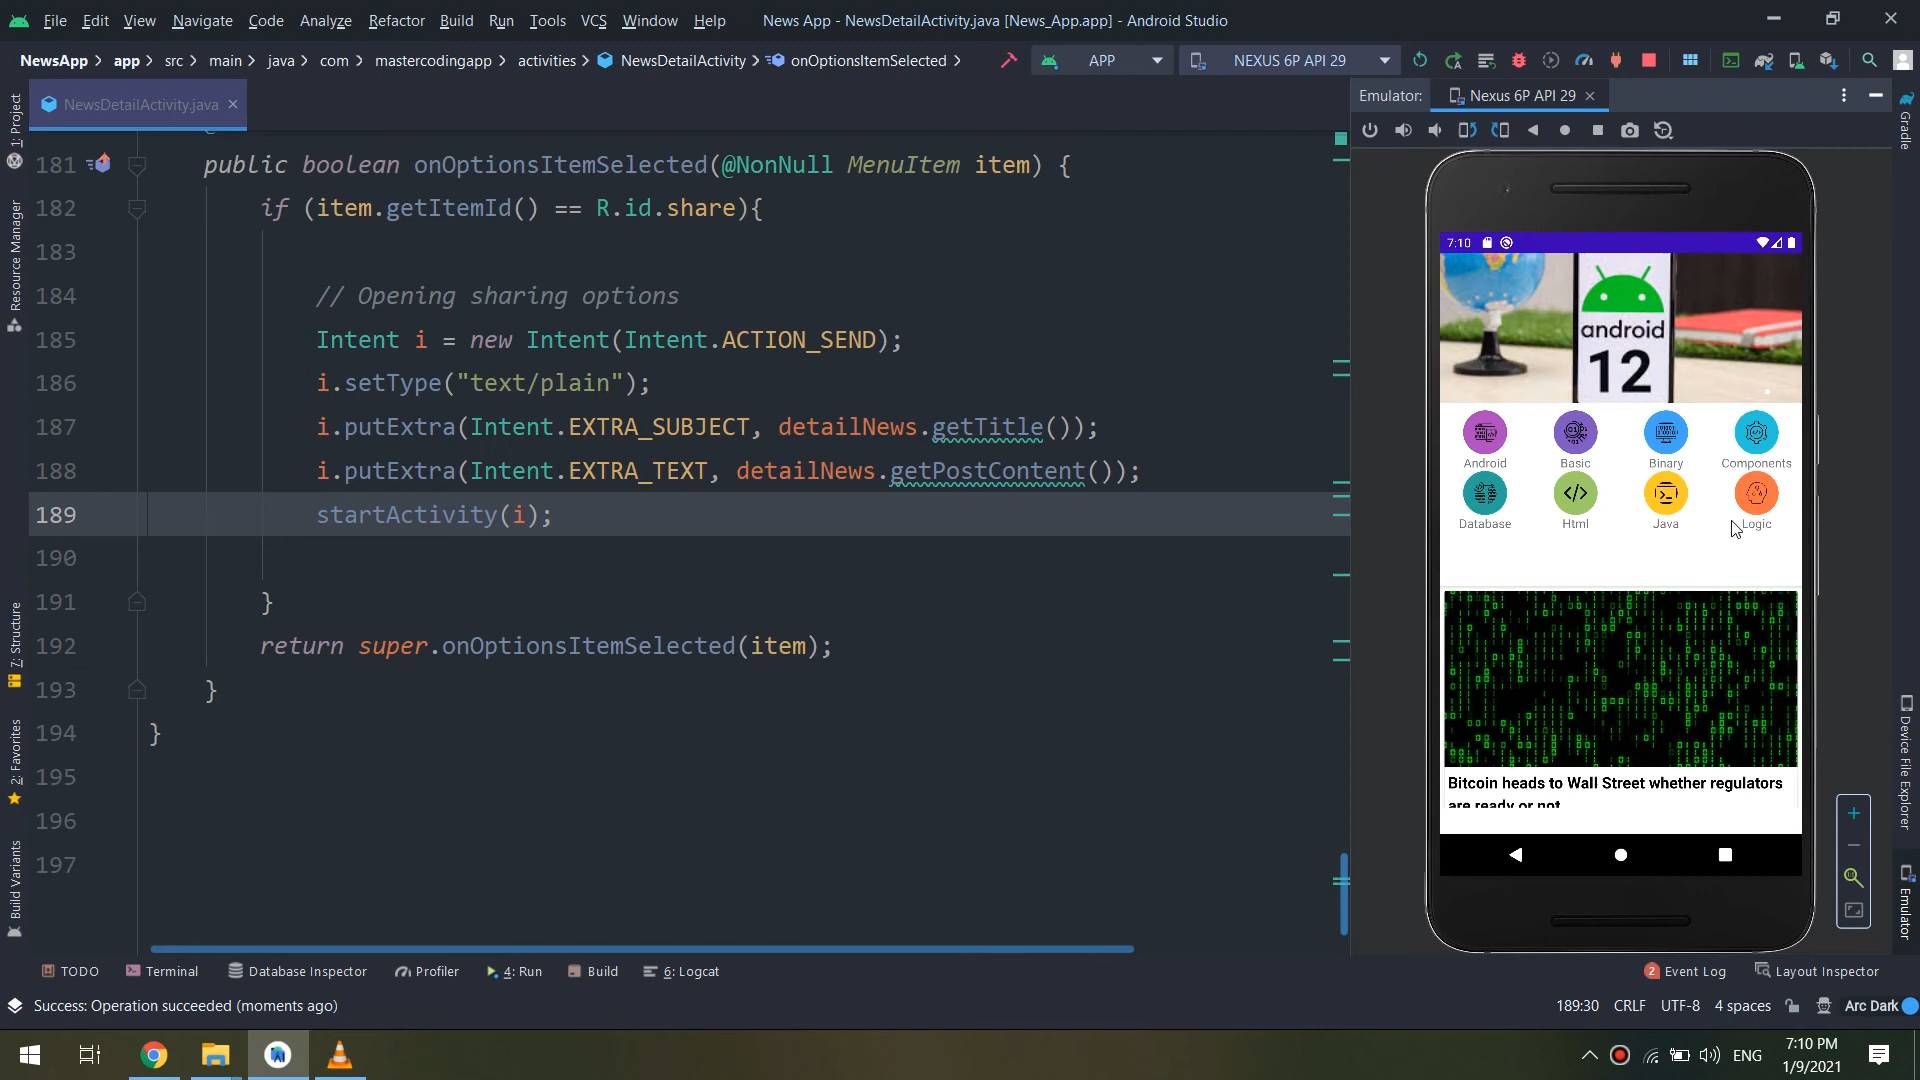 File Edit View Navigate Code Analyze Refactor Build Run Tools VCS Window Help News App - NewsDetailActivity.java [News_App.app] - Android Studio
NewsApp app src main java com mastercodingapp activities NewsDetailActivity onOptionsItemSelected APP NEXUS 6P API 29
NewsDetailActivity.java
Emulator: Nexus 6P API 29
181 public boolean onOptionsItemSelected(@NonNull MenuItem item) {
182 if (item.getItemId() == R.id.share){
183
184 // Opening sharing options
185 Intent i = new Intent(Intent.ACTION_SEND);
186 i.setType("text/plain");
187 i.putExtra(Intent.EXTRA_SUBJECT, detailNews.getTitle());
188 i.putExtra(Intent.EXTRA_TEXT, detailNews.getPostContent());
189 startActivity(i);
190
191 }
192 return super.onOptionsItemSelected(item);
193 }
194 }
195
196
197
1: Project
Resource Manager
7: Structure
2: Favorites
Build Variants
7:10
android
12
Android Basic Binary Components
Database Html Java Logic
Bitcoin heads to Wall Street whether regulators
are ready or not
Gradle
Device File Explorer
Emulator
TODO Terminal Database Inspector Profiler 4: Run Build 6: Logcat 2 Event Log Layout Inspector
Success: Operation succeeded (moments ago) 189:30 CRLF UTF-8 4 spaces Arc Dark
ENG 7:10 PM
1/9/2021